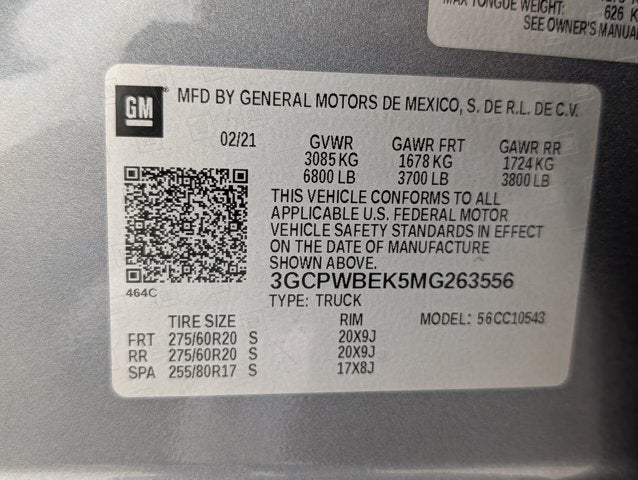 MAX TONGUE WEIGHT:
626 K
SEE OWNER'S MANUA
GM
MFD BY GENERAL MOTORS DE MEXICO, S. DE R.L. DE C.V.
02/21 GVWR GAWR FRT GAWR RR
3085 KG 1678 KG 1724 KG
6800 LB 3700 LB 3800 LB
THIS VEHICLE CONFORMS TO ALL
APPLICABLE U.S. FEDERAL MOTOR
VEHICLE SAFETY STANDARDS IN EFFECT
ON THE DATE OF MANUFACTURE
SHOWN ABOVE.
464C
3GCPWBEK5MG263556
TYPE: TRUCK
TIRE SIZE RIM MODEL: 56CC10543
FRT 275/60R20 S 20X9J
RR 275/60R20 S 20X9J
SPA 255/80R17 S 17X8J